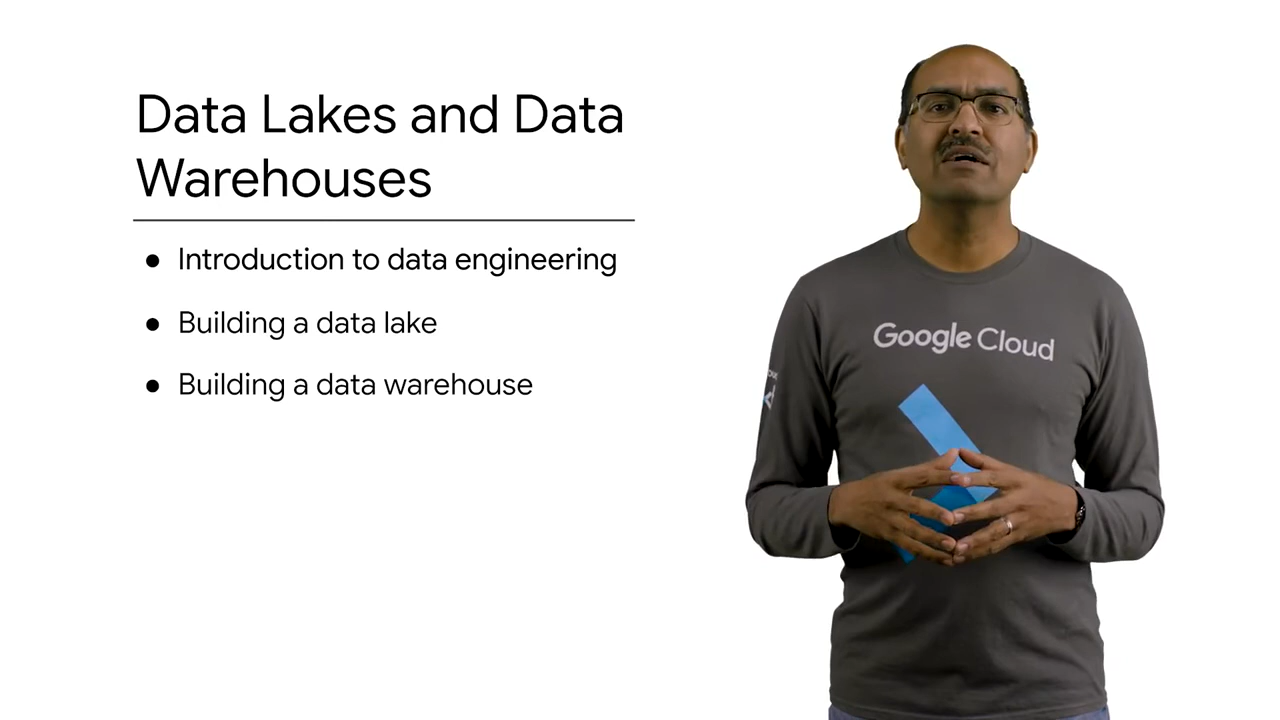 Data Lakes and Data
Warehouses
● Introduction to data engineering
● Building a data lake
● Building a data warehouse
Google Cloud